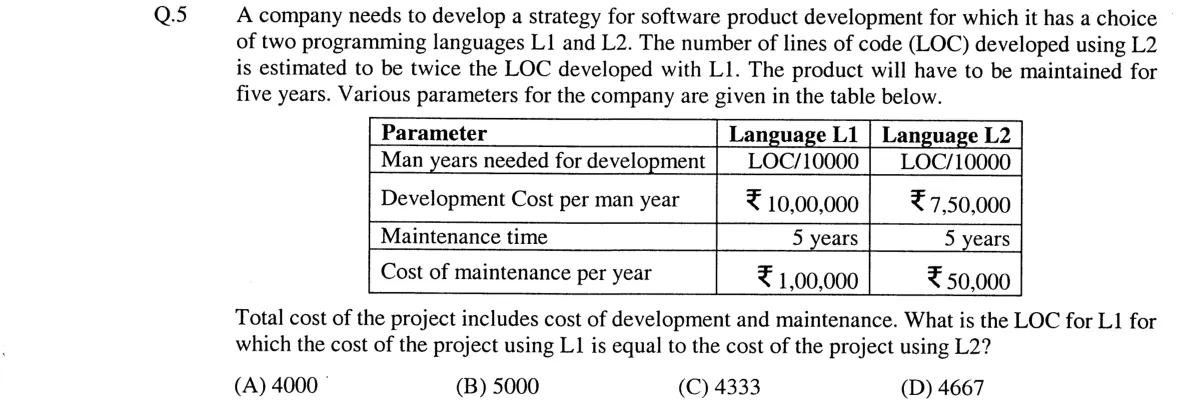 Q.5 A company needs to develop a strategy for software product development for which it has a choice
of two programming languages L1 and L2. The number of lines of code (LOC) developed using L2
is estimated to be twice the LOC developed with L1. The product will have to be maintained for
five years. Various parameters for the company are given in the table below.
Parameter Language L1 Language L2
Man years needed for development LOC/10000 LOC/10000
Development Cost per man year ₹ 10,00,000 ₹ 7,50,000
Maintenance time 5 years 5 years
Cost of maintenance per year ₹ 1,00,000 ₹ 50,000
Total cost of the project includes cost of development and maintenance. What is the LOC for L1 for
which the cost of the project using L1 is equal to the cost of the project using L2?
(A) 4000 (B) 5000 (C) 4333 (D) 4667